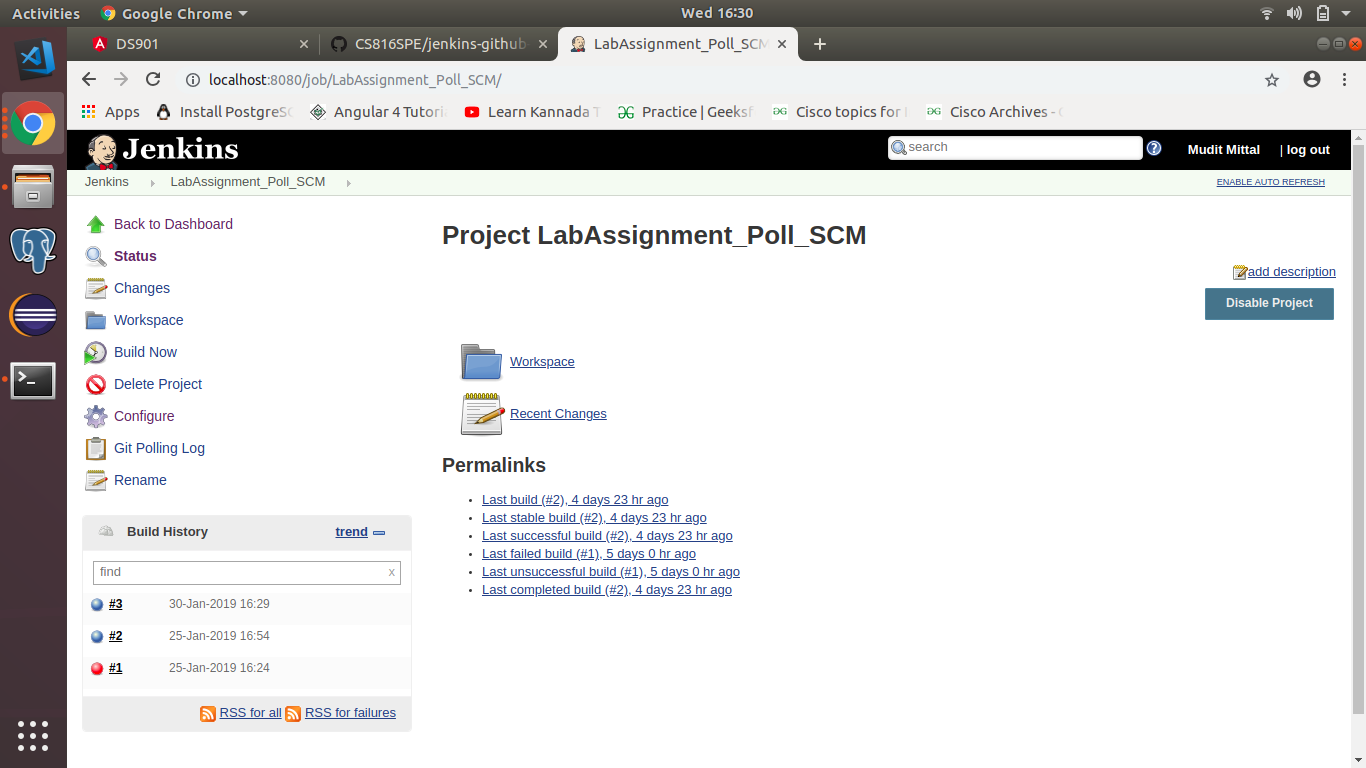 Activities Google Chrome Wed 16:30
DS901 CS816SPE/jenkins-github LabAssignment_Poll_SCM
localhost:8080/job/LabAssignment_Poll_SCM/
Apps Install PostgreS Angular 4 Tutori Learn Kannada Practice | Geeksf Cisco topics for Cisco Archives -
Jenkins search Mudit Mittal | log out
Jenkins LabAssignment_Poll_SCM ENABLE AUTO REFRESH
Back to Dashboard
Status
Changes
Workspace
Build Now
Delete Project
Configure
Git Polling Log
Rename
Build History trend
find x
#3 30-Jan-2019 16:29
#2 25-Jan-2019 16:54
#1 25-Jan-2019 16:24
RSS for all RSS for failures
Project LabAssignment_Poll_SCM
add description
Disable Project
Workspace
Recent Changes
Permalinks
Last build (#2), 4 days 23 hr ago
Last stable build (#2), 4 days 23 hr ago
Last successful build (#2), 4 days 23 hr ago
Last failed build (#1), 5 days 0 hr ago
Last unsuccessful build (#1), 5 days 0 hr ago
Last completed build (#2), 4 days 23 hr ago